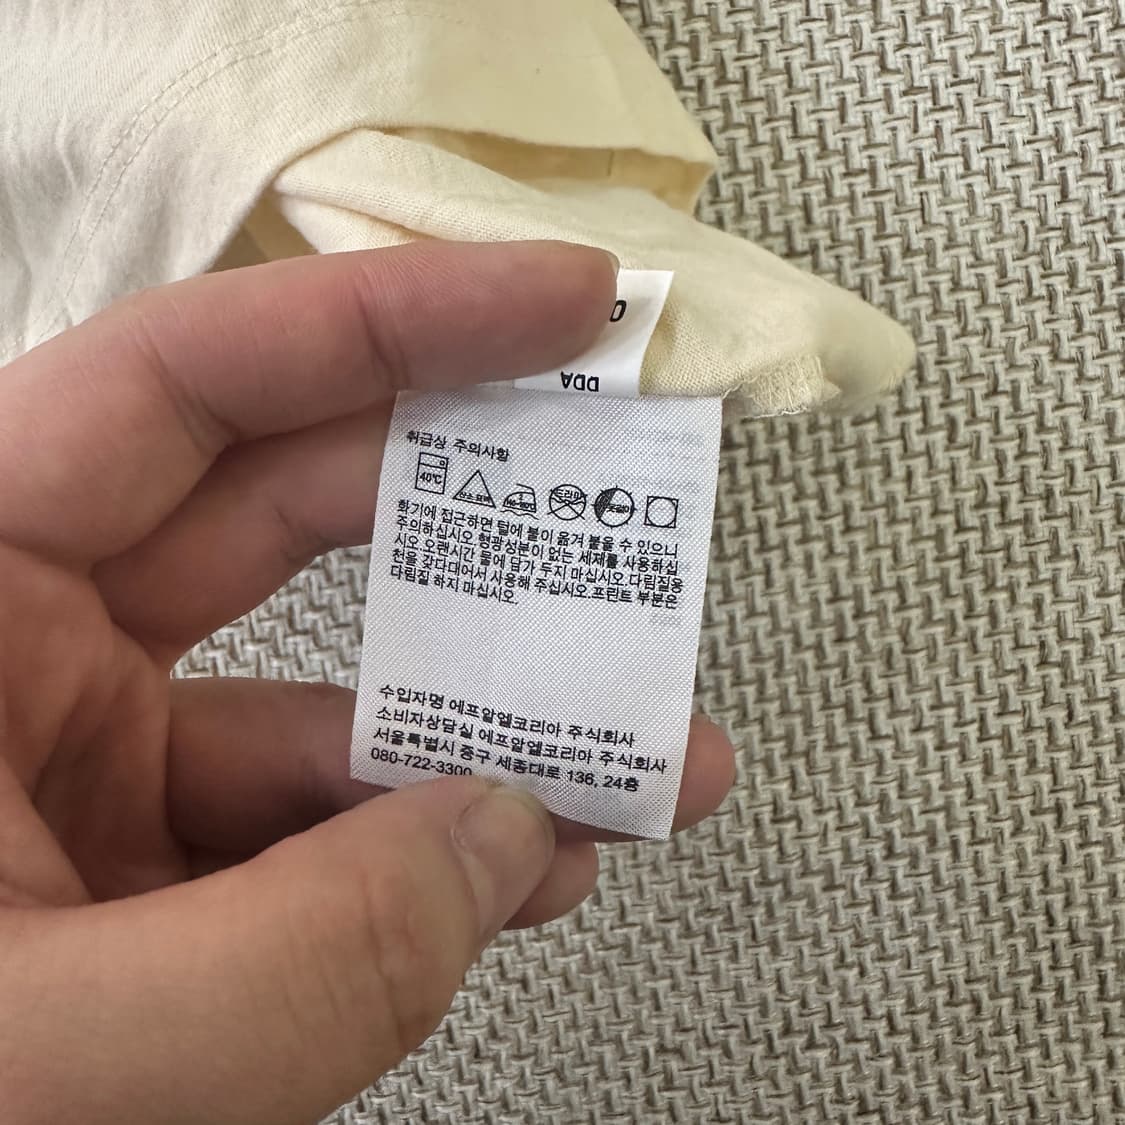 취급상 주의사항
40℃
산소 표백
드라이
화기에 접근하면 털에 불이 옮겨 붙을 수 있으니
주의하십시오.형광성분이 없는 세제를 사용하십
시오.오랜시간 물에 담가 두지 마십시오.다림질용
천을 갖다대어서 사용해 주십시오.프린트 부분은
다림질 하지 마십시오.
수입자명 에프알엘코리아 주식회사
소비자상담실 에프알엘코리아 주식회사
서울특별시 중구 세종대로 136, 24층
080-722-3300